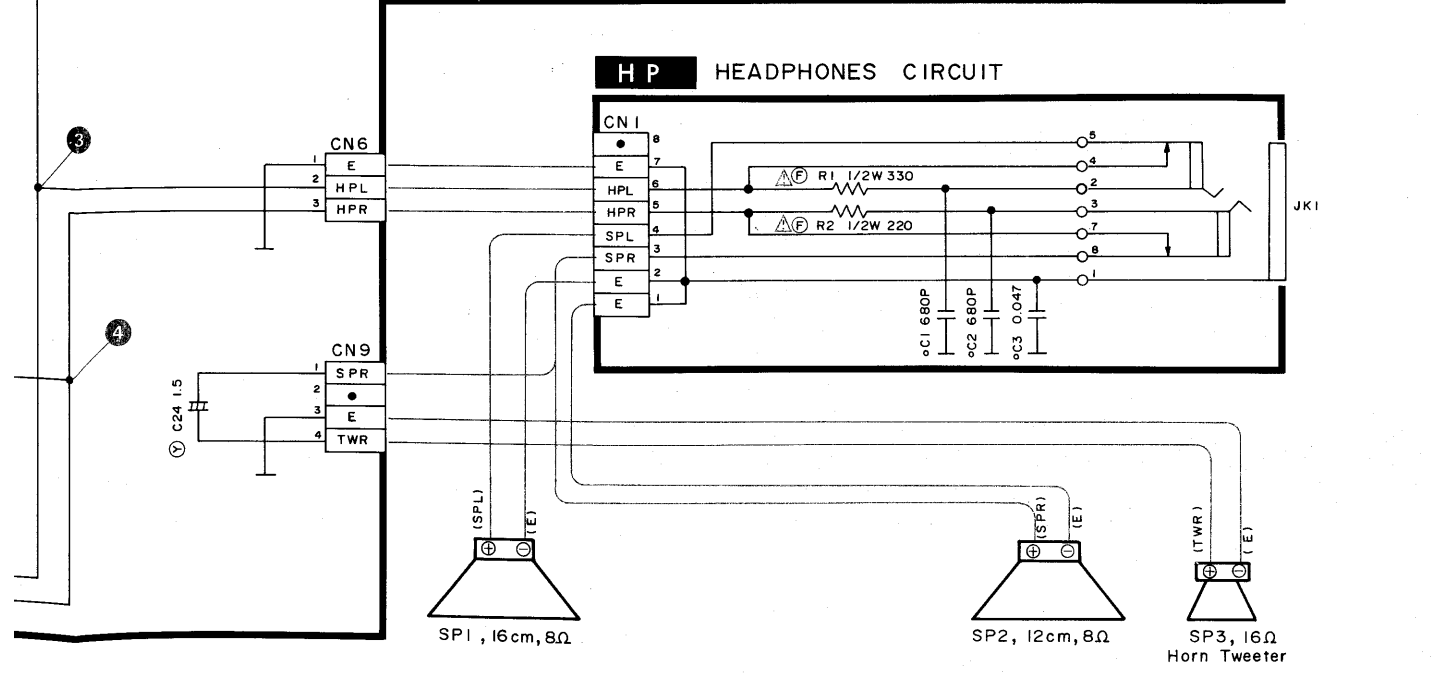 HP HEADPHONES CIRCUIT
CN1
8
E 7
HPL 6
HPR 5
SPL 4
SPR 3
E 2
E 1
R1 1/2W 330
R2 1/2W 220
F
F
5
4
2
3
7
8
1
JK1
C1 680P
C2 680P
C3 0.047
3
CN6
1 E
2 HPL
3 HPR
4
CN9
1 SPR
2
3 E
4 TWR
Y C24 1.5
(SPL)
(E)
(SPR)
(E)
(TWR)
(E)
SP1, 16cm, 8Ω
SP2, 12cm, 8Ω
SP3, 16Ω
Horn Tweeter